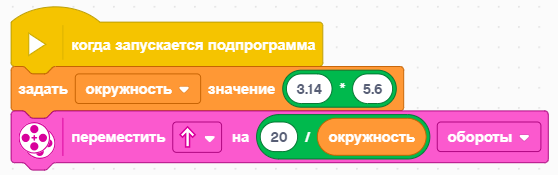 когда запускается подпрограмма
задать окружность значение 3.14 * 5.6
переместить ↑ на 20 / окружность обороты